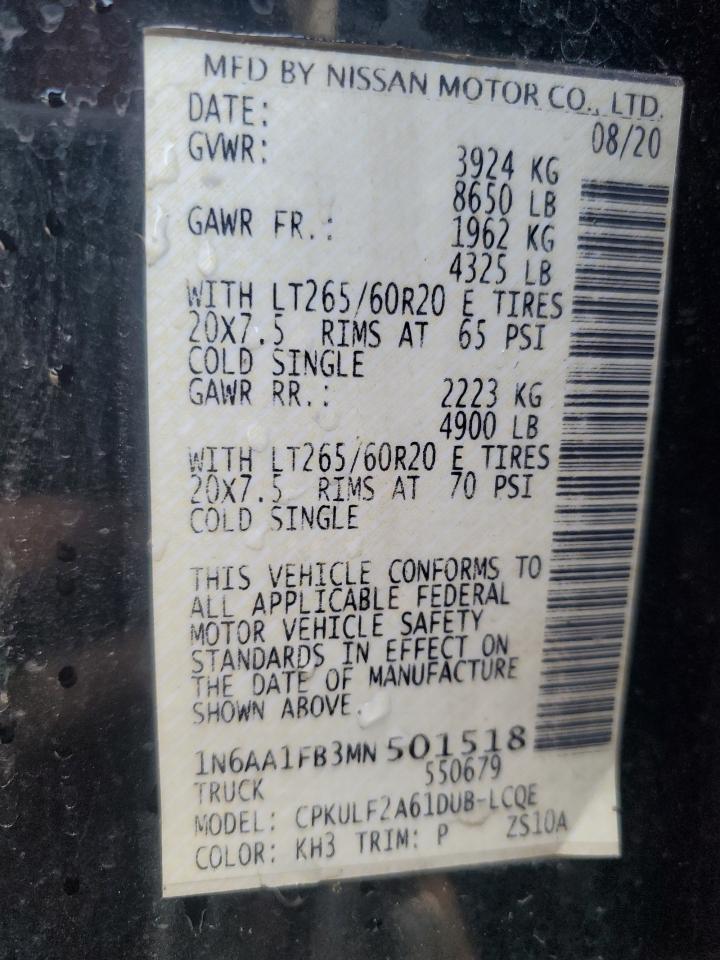 MFD BY NISSAN MOTOR CO., LTD.
DATE: 08/20
GVWR: 3924 KG
8650 LB
GAWR FR.: 1962 KG
4325 LB
WITH LT265/60R20 E TIRES
20X7.5 RIMS AT 65 PSI
COLD SINGLE
GAWR RR.: 2223 KG
4900 LB
WITH LT265/60R20 E TIRES
20X7.5 RIMS AT 70 PSI
COLD SINGLE
THIS VEHICLE CONFORMS TO
ALL APPLICABLE FEDERAL
MOTOR VEHICLE SAFETY
STANDARDS IN EFFECT ON
THE DATE OF MANUFACTURE
SHOWN ABOVE.
1N6AA1FB3MN 501518
TRUCK 550679
MODEL: CPKULF2A61DUB-LCQE
COLOR: KH3 TRIM: P ZS10A